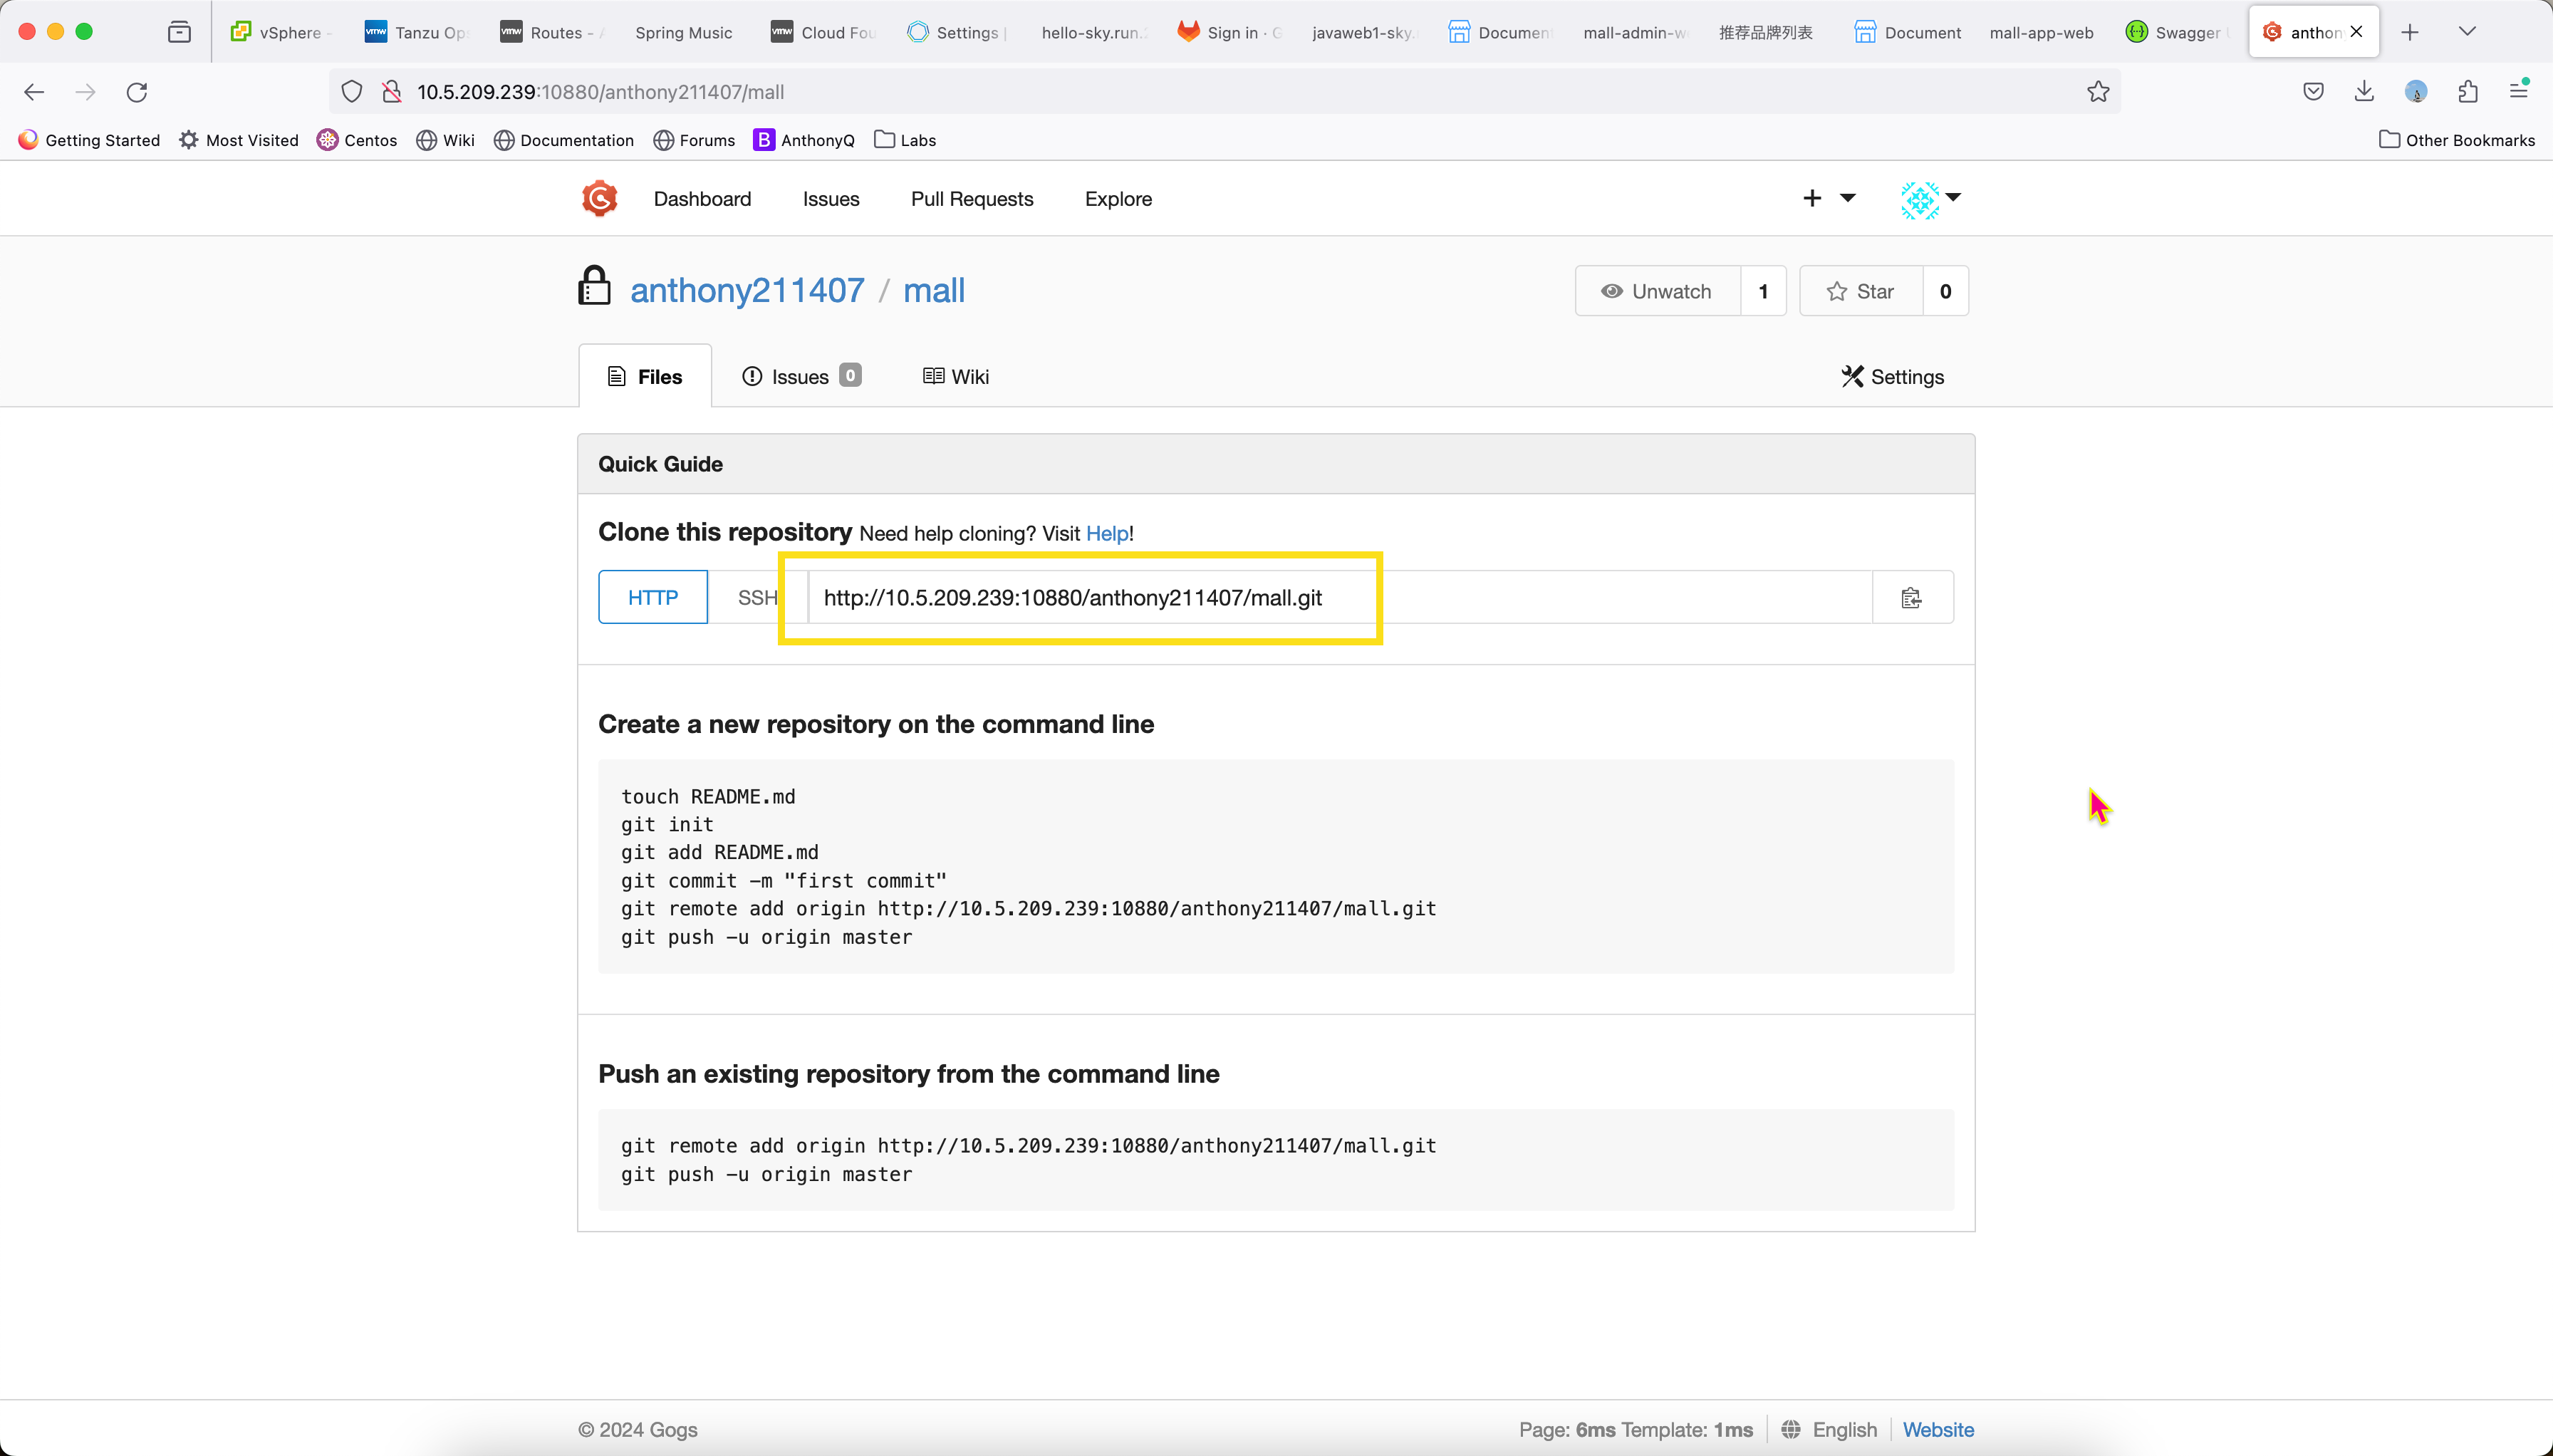 vSphere -
Tanzu Op
Routes - A
Spring Music
Cloud Fou
Settings |
hello-sky.run.
Sign in · G
javaweb1-sky.
Documen
mall-admin-w
推荐品牌列表
Document
mall-app-web
Swagger U
anthon
10.5.209.239:10880/anthony211407/mall
Getting Started
Most Visited
Centos
Wiki
Documentation
Forums
B AnthonyQ
Labs
Other Bookmarks
Dashboard
Issues
Pull Requests
Explore
anthony211407 / mall
Unwatch 1
Star 0
Files
Issues 0
Wiki
Settings
Quick Guide
Clone this repository Need help cloning? Visit Help!
HTTP
SSH
http://10.5.209.239:10880/anthony211407/mall.git
Create a new repository on the command line
touch README.md
git init
git add README.md
git commit -m "first commit"
git remote add origin http://10.5.209.239:10880/anthony211407/mall.git
git push -u origin master
Push an existing repository from the command line
git remote add origin http://10.5.209.239:10880/anthony211407/mall.git
git push -u origin master
© 2024 Gogs
Page: 6ms Template: 1ms
English
Website